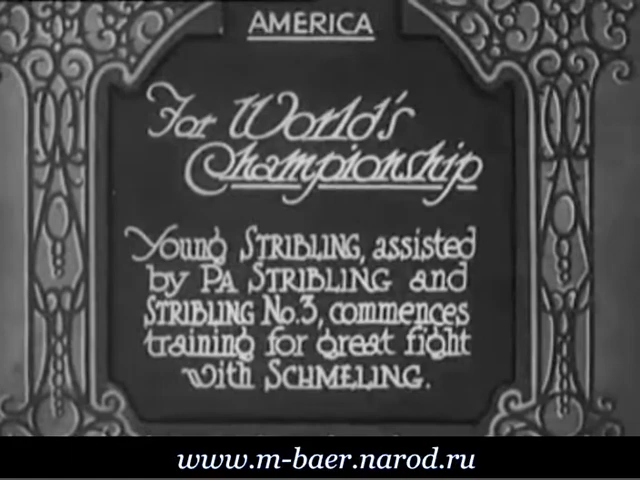 AMERICA
For World's
Championship
Young STRIBLING, assisted
by PA STRIBLING and
STRIBLING No.3, commences
training for great fight
with SCHMELING.
www.m-baer.narod.ru